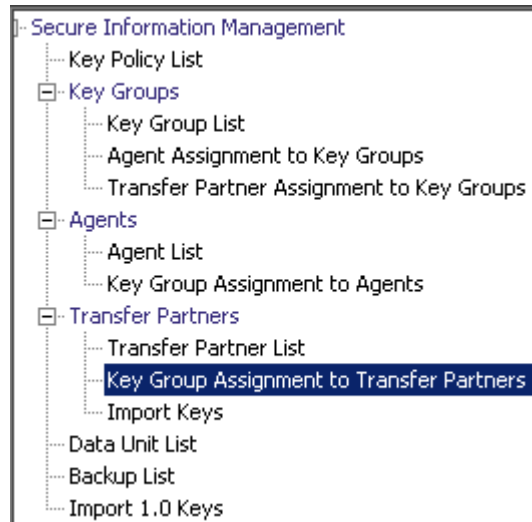 Secure Information Management
Key Policy List
Key Groups
Key Group List
Agent Assignment to Key Groups
Transfer Partner Assignment to Key Groups
Agents
Agent List
Key Group Assignment to Agents
Transfer Partners
Transfer Partner List
Key Group Assignment to Transfer Partners
Import Keys
Data Unit List
Backup List
Import 1.0 Keys